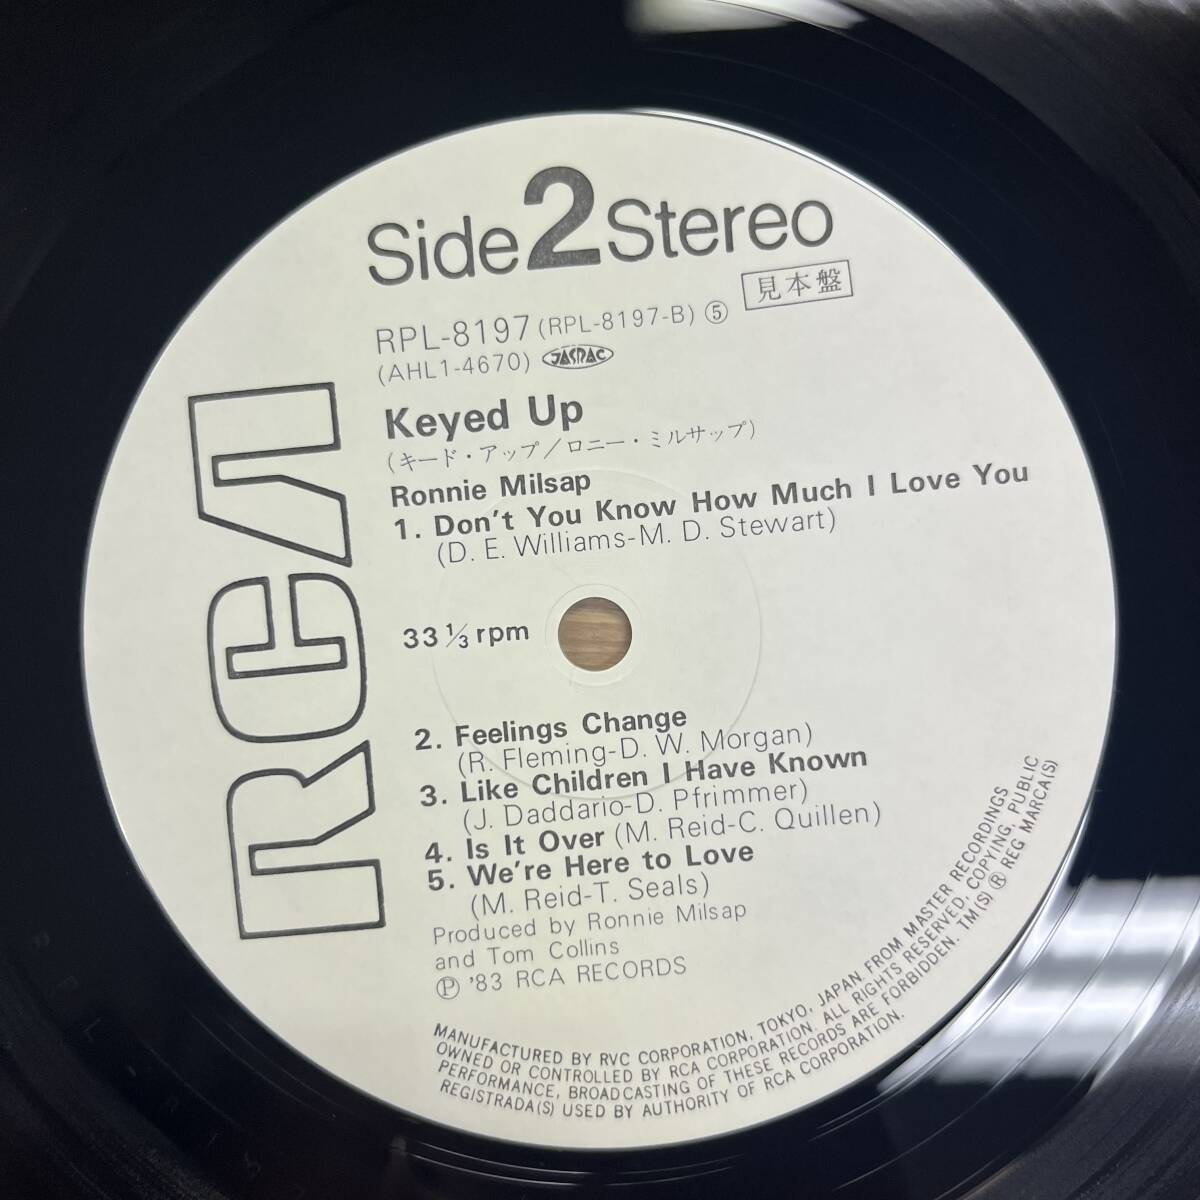 Side 2 Stereo
見本盤
RPL-8197 (RPL-8197-B) ⑤
(AHL1-4670) JASRAC
Keyed Up
(キード・アップ/ロニー・ミルサップ)
Ronnie Milsap
1. Don't You Know How Much I Love You
(D. E. Williams-M. D. Stewart)
33 1/3 rpm
2. Feelings Change
(R. Fleming-D. W. Morgan)
3. Like Children I Have Known
(J. Daddario-D. Pfrimmer)
4. Is It Over (M. Reid-C. Quillen)
5. We're Here to Love
(M. Reid-T. Seals)
Produced by Ronnie Milsap
and Tom Collins
℗ '83 RCA RECORDS
RCA
MANUFACTURED BY RVC CORPORATION, TOKYO, JAPAN. FROM MASTER RECORDINGS
OWNED OR CONTROLLED BY RCA CORPORATION. ALL RIGHTS RESERVED, COPYING, PUBLIC
PERFORMANCE, BROADCASTING OF THESE RECORDS ARE FORBIDDEN. TM(S) ® REG MARCA(S)
REGISTRADA(S) USED BY AUTHORITY OF RCA CORPORATION.